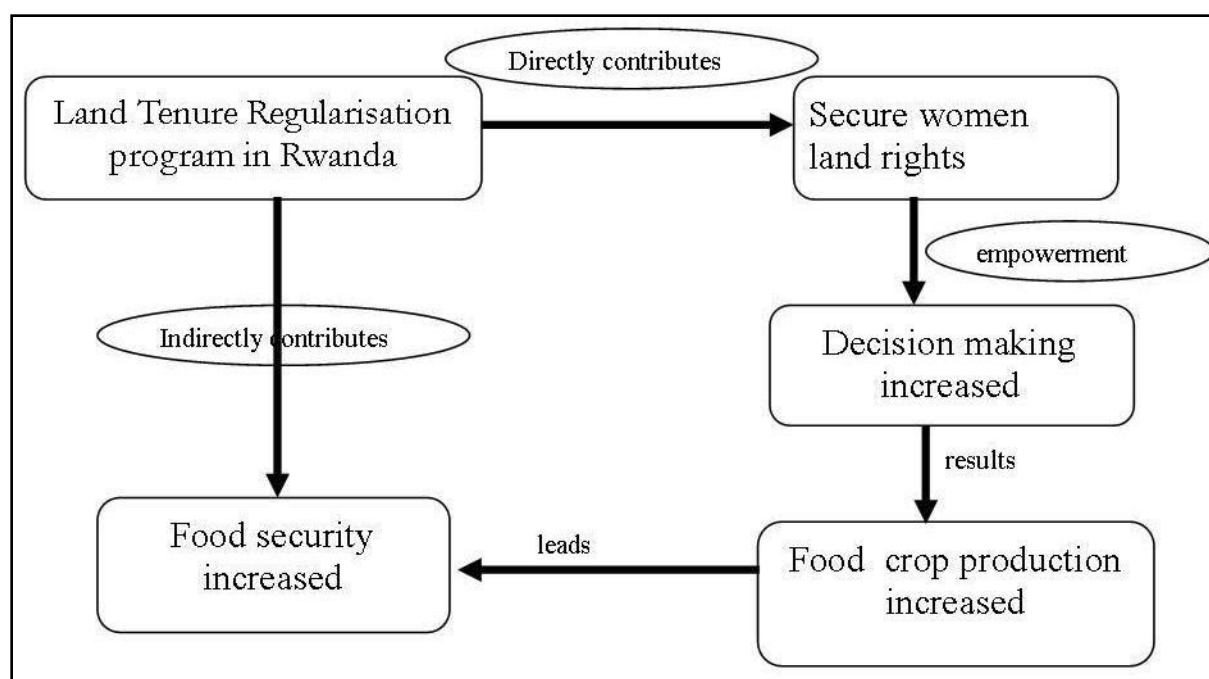 Directly contributes
Land Tenure Regularisation
program in Rwanda
Secure women
land rights
empowerment
Indirectly contributes
Decision making
increased
results
Food security
increased
leads
Food crop production
increased